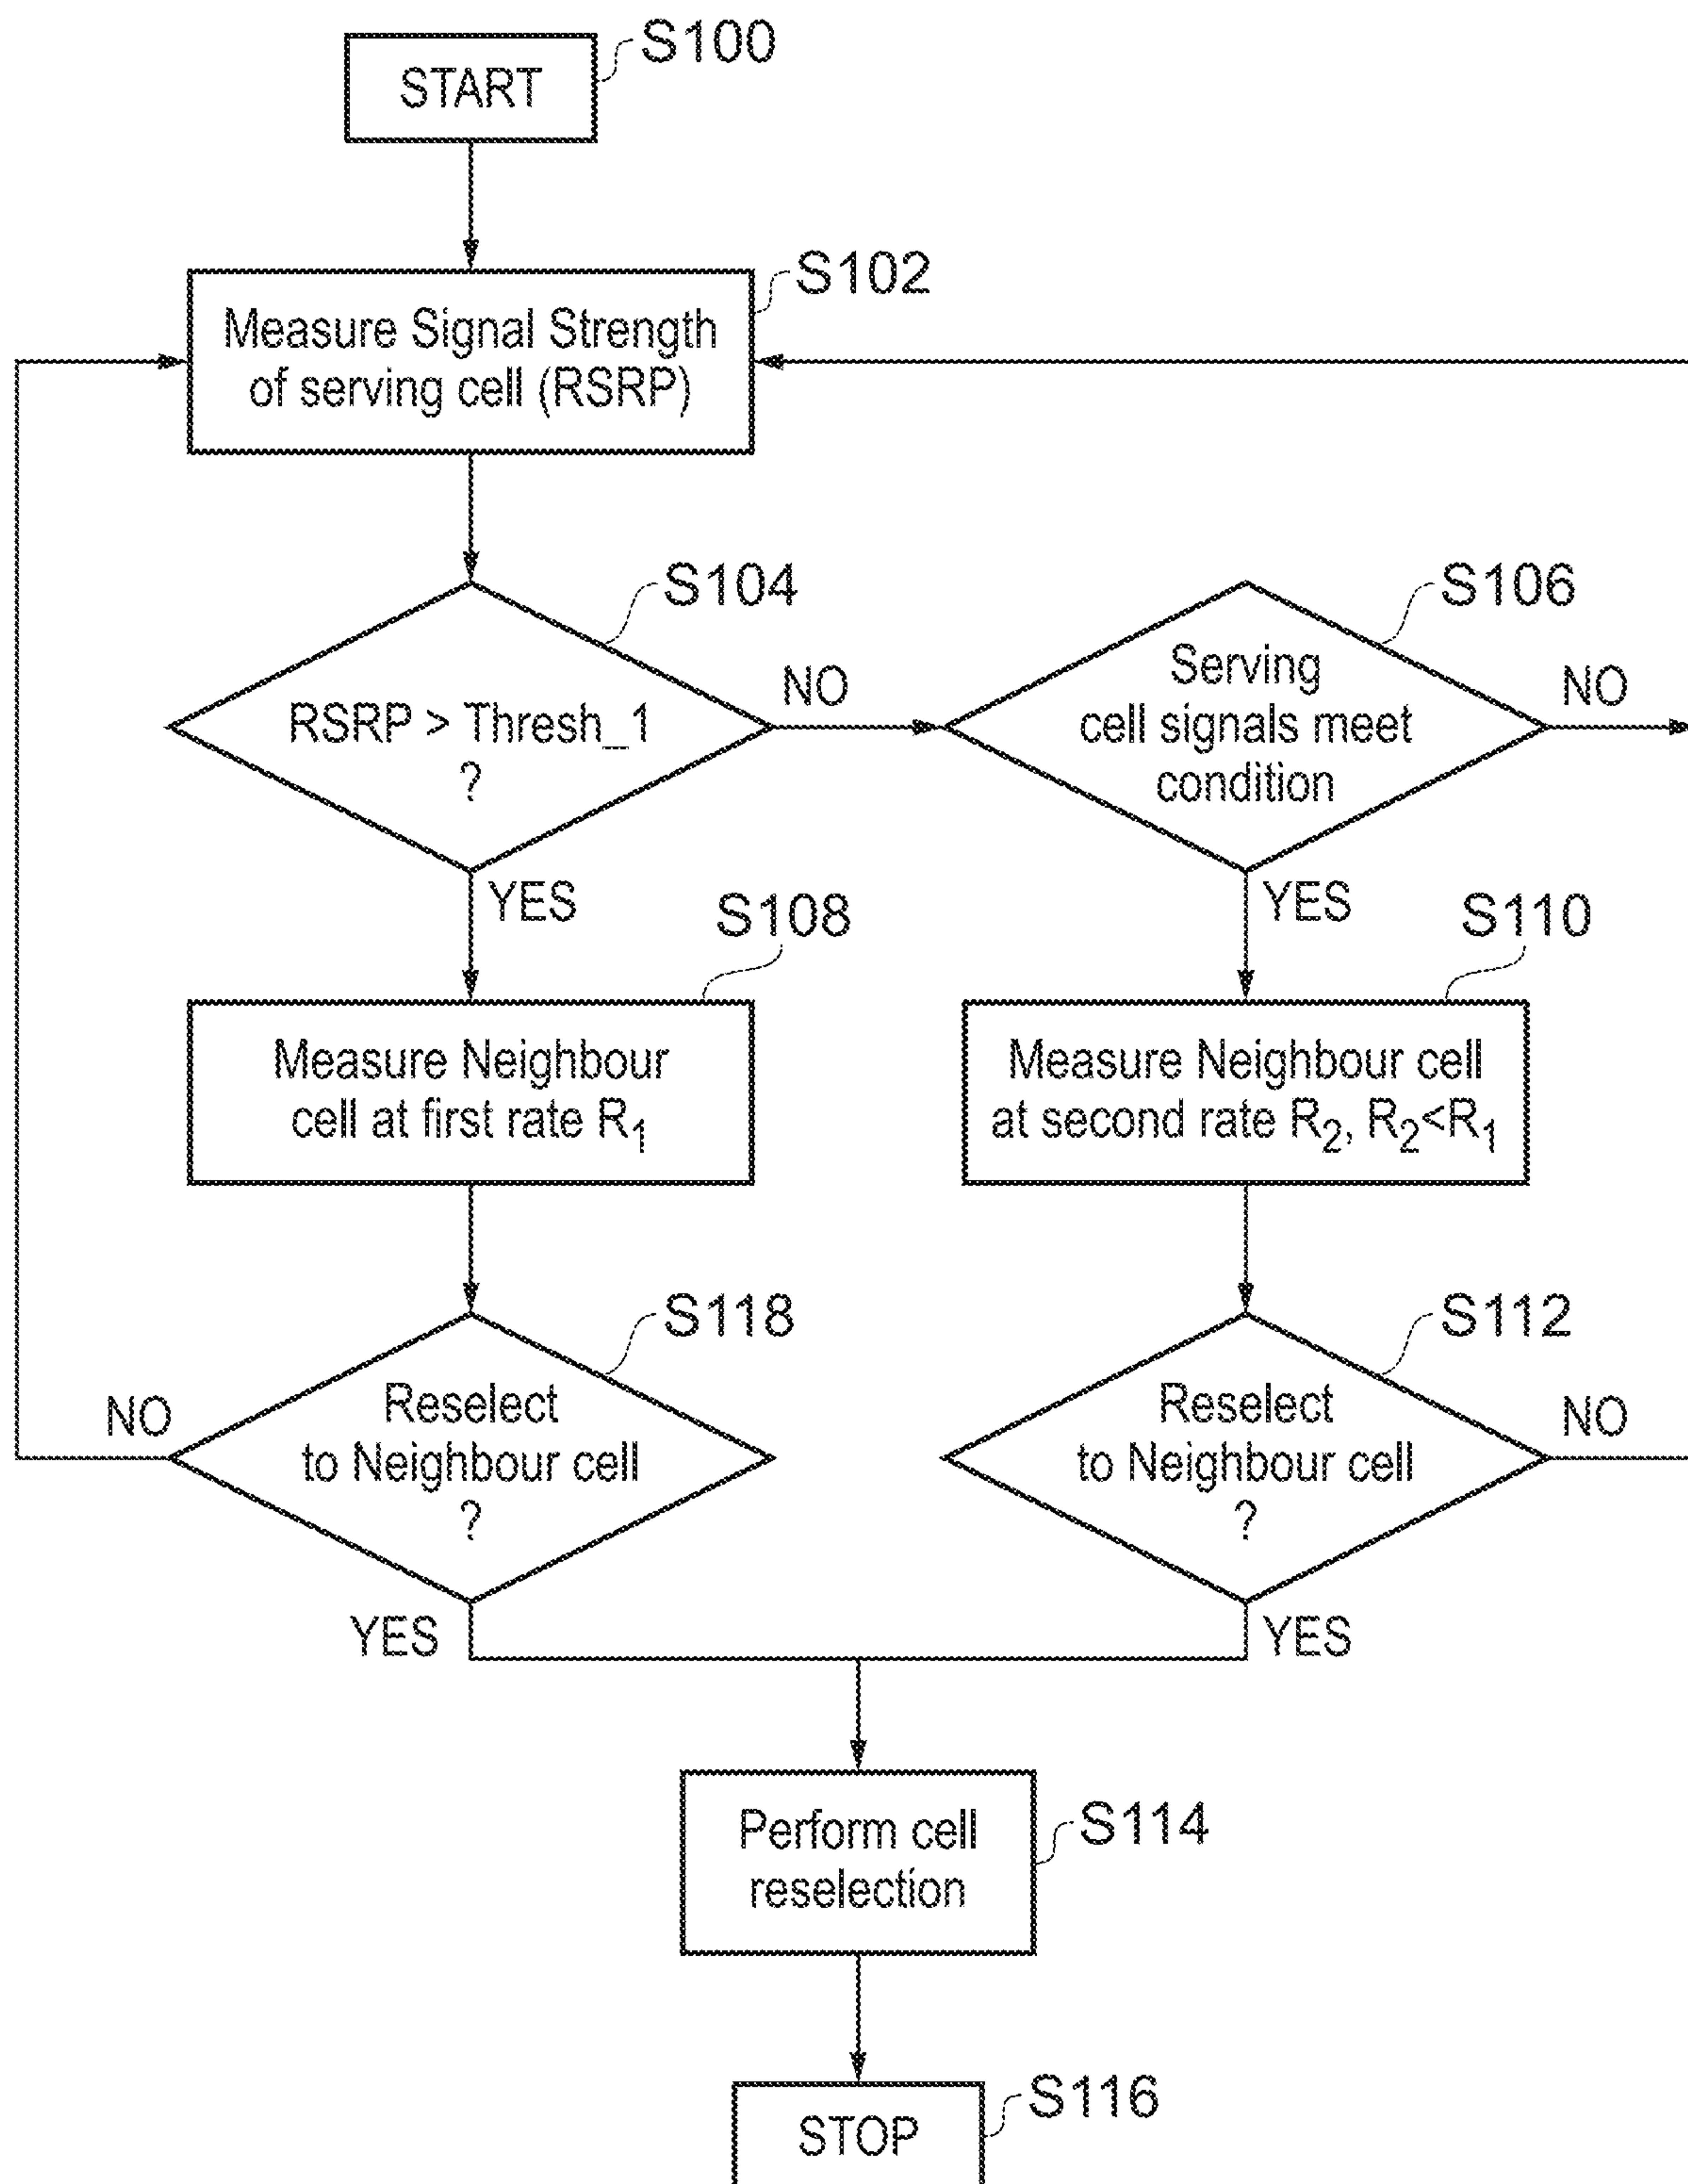 START
S100
Measure Signal Strength
of serving cell (RSRP)
S102
RSRP > Thresh_1
?
S104
NO
Serving
cell signals meet
condition
S106
NO
YES
YES
Measure Neighbour
cell at first rate R₁
S108
Measure Neighbour cell
at second rate R₂, R₂<R₁
S110
Reselect
to Neighbour cell
?
S118
NO
Reselect
to Neighbour cell
?
S112
NO
YES
YES
Perform cell
reselection
S114
STOP
S116